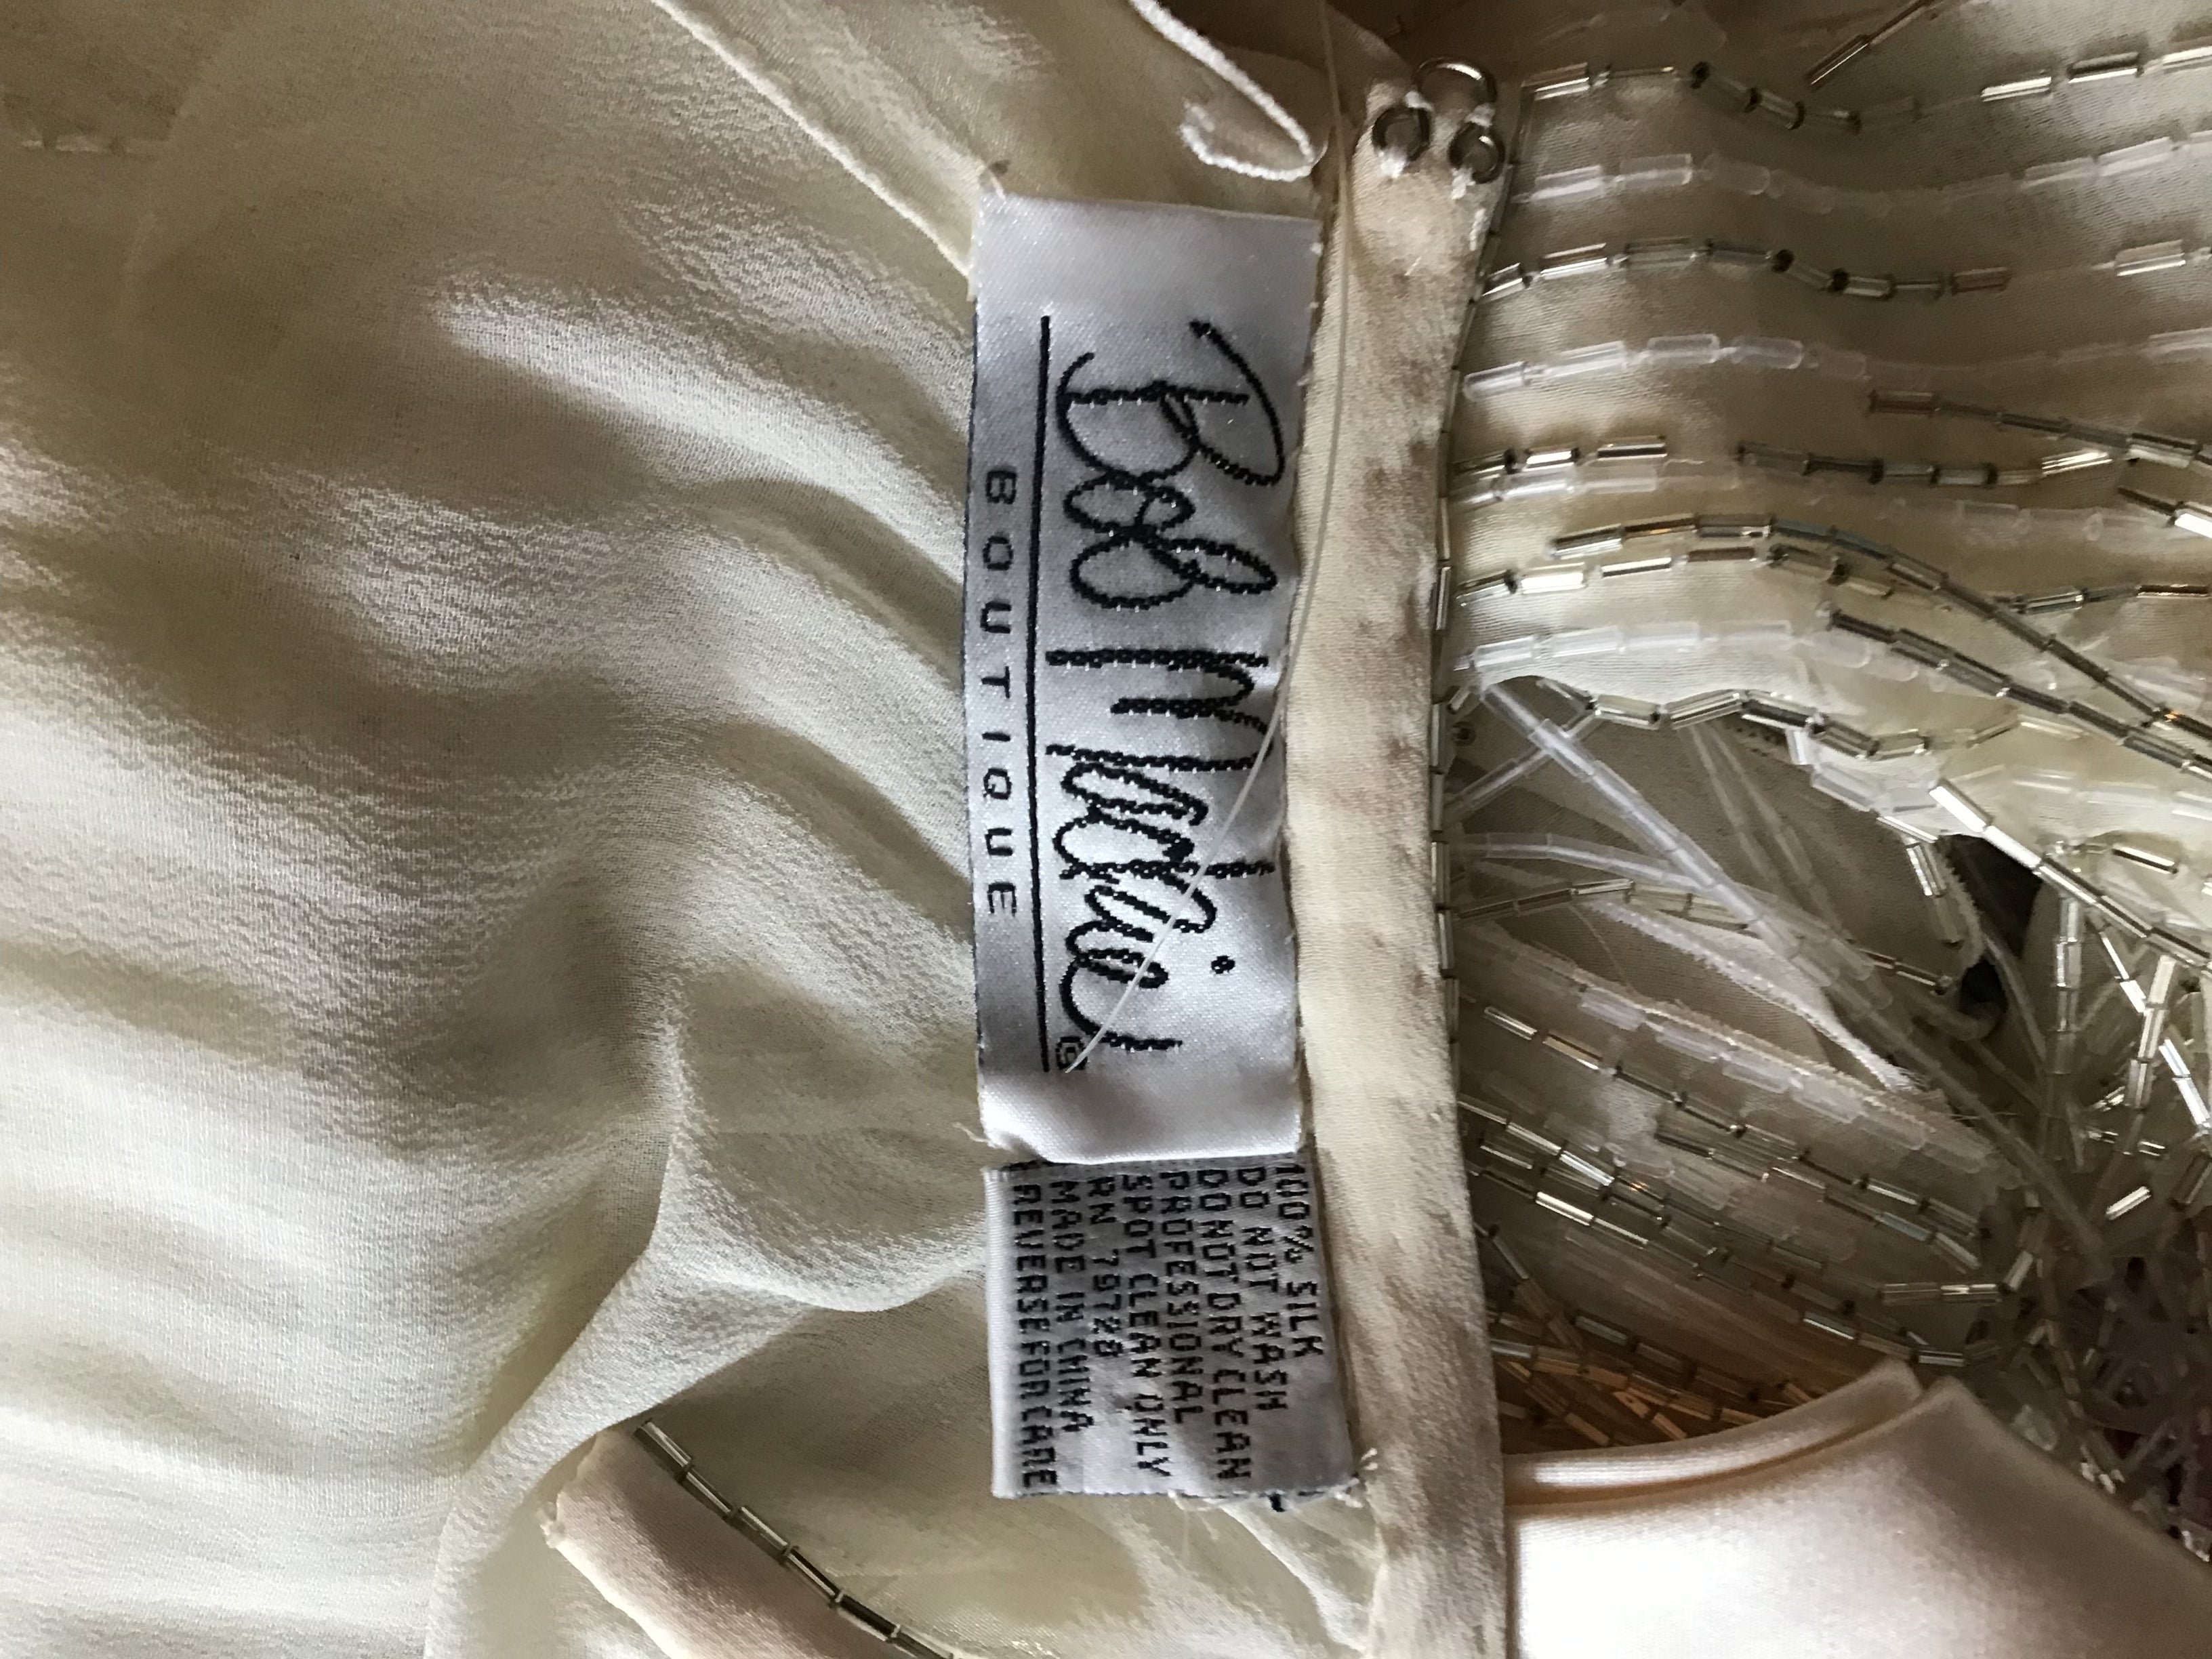 Bob Mackie
BOUTIQUE
100% SILK
DO NOT WASH
DO NOT DRY CLEAN
PROFESSIONAL
SPOT CLEAN ONLY
RN 79728
MADE IN CHINA
REVERSE FOR CARE